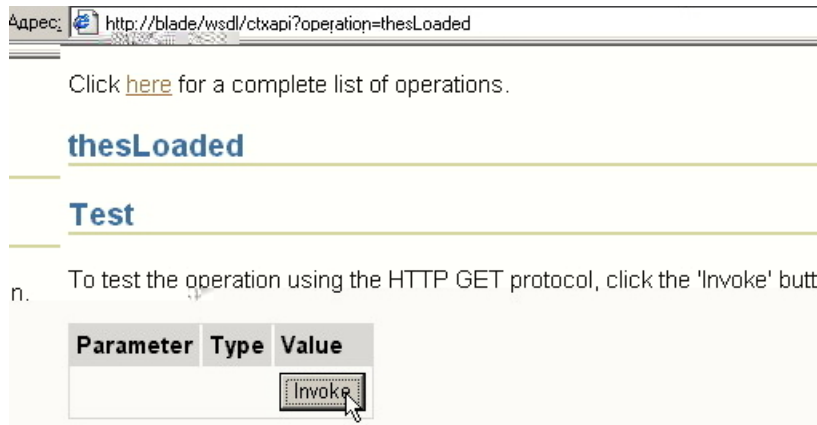 Адрес: http://blade/wsdl/ctxapi?operation=thesLoaded
Click here for a complete list of operations.
thesLoaded
Test
n.
To test the operation using the HTTP GET protocol, click the 'Invoke' butt
Parameter Type Value
Invoke